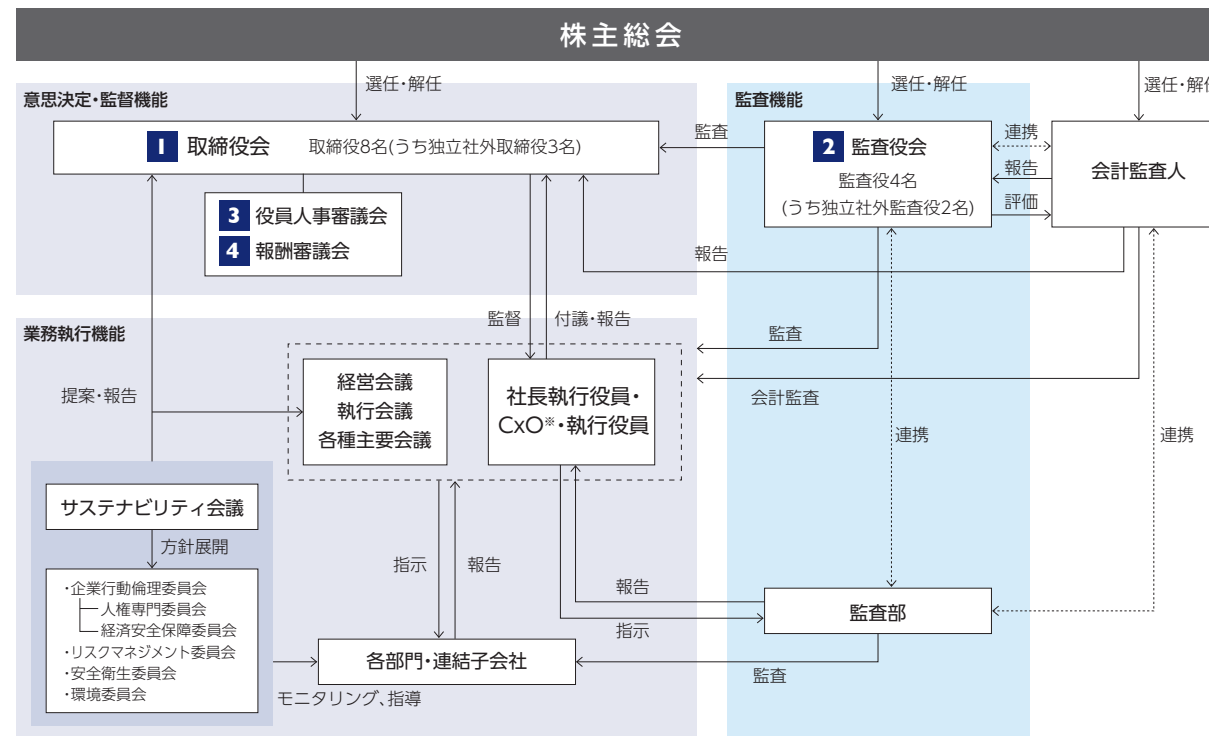 株主総会
選任・解任
選任・解任
選任・解
意思決定・監督機能
監査機能
1 取締役会 取締役8名(うち独立社外取締役3名)
監査
2 監査役会
監査役4名
(うち独立社外監査役2名)
連携
報告
評価
会計監査人
3 役員人事審議会
4 報酬審議会
報告
監督
付議・報告
業務執行機能
監査
経営会議
執行会議
各種主要会議
社長執行役員・
CxO※・執行役員
提案・報告
会計監査
連携
連携
サステナビリティ会議
方針展開
指示
報告
・企業行動倫理委員会
人権専門委員会
経済安全保障委員会
・リスクマネジメント委員会
・安全衛生委員会
・環境委員会
報告
指示
監査部
各部門・連結子会社
監査
モニタリング、指導